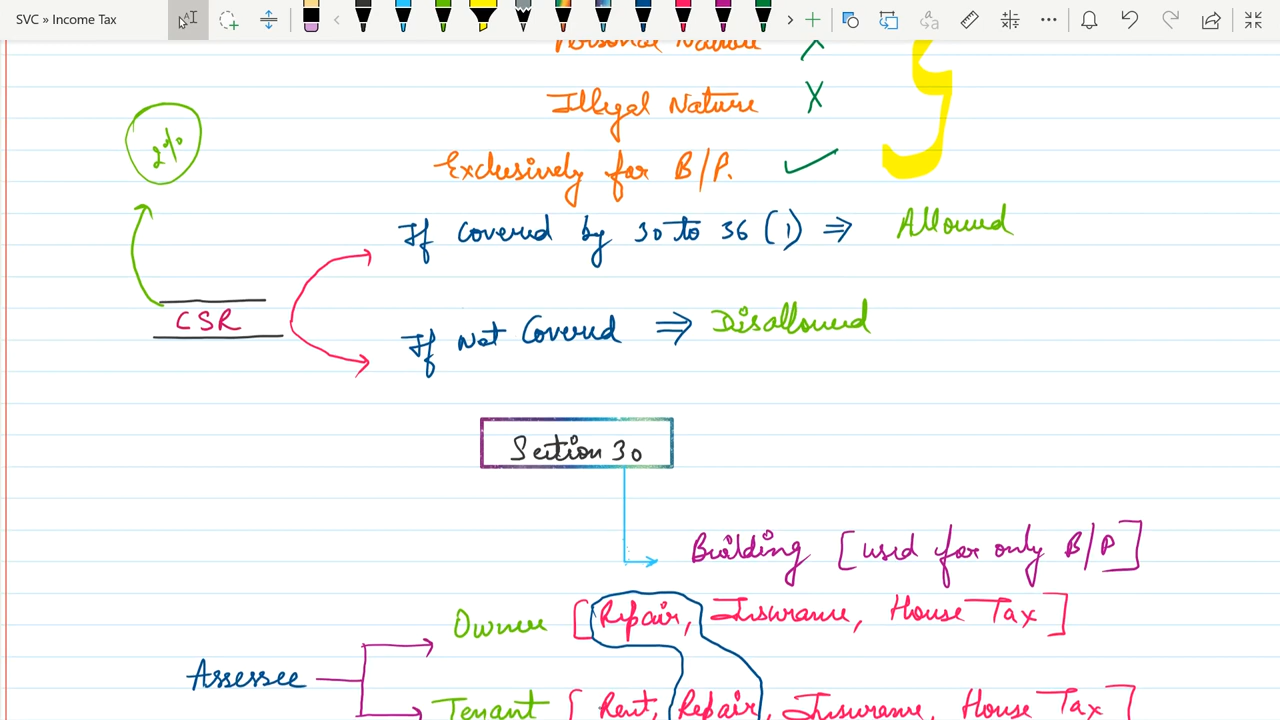 SVC » Income Tax
Personal Nature X
Illegal Nature X
2%
Exclusively for B/P. ✓
If Covered by 30 to 36 (1) ⇒ Allowed
CSR
If Not Covered ⇒ Disallowed
Section 30
Building [used for only B/P]
Owner [Repair, Insurance, House Tax]
Assessee
Tenant [Rent, Repair, Insurance, House Tax]